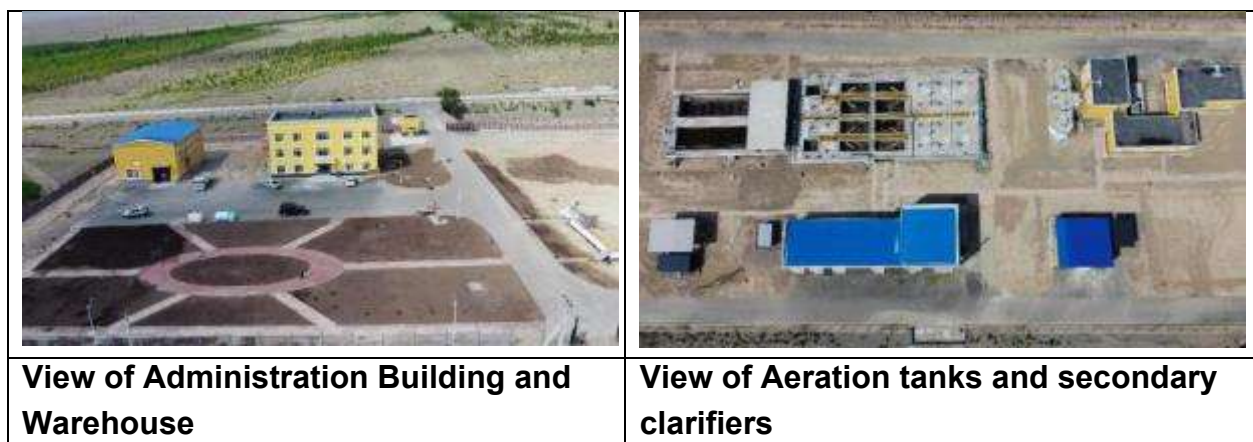 View of Administration Building and
Warehouse
View of Aeration tanks and secondary
clarifiers